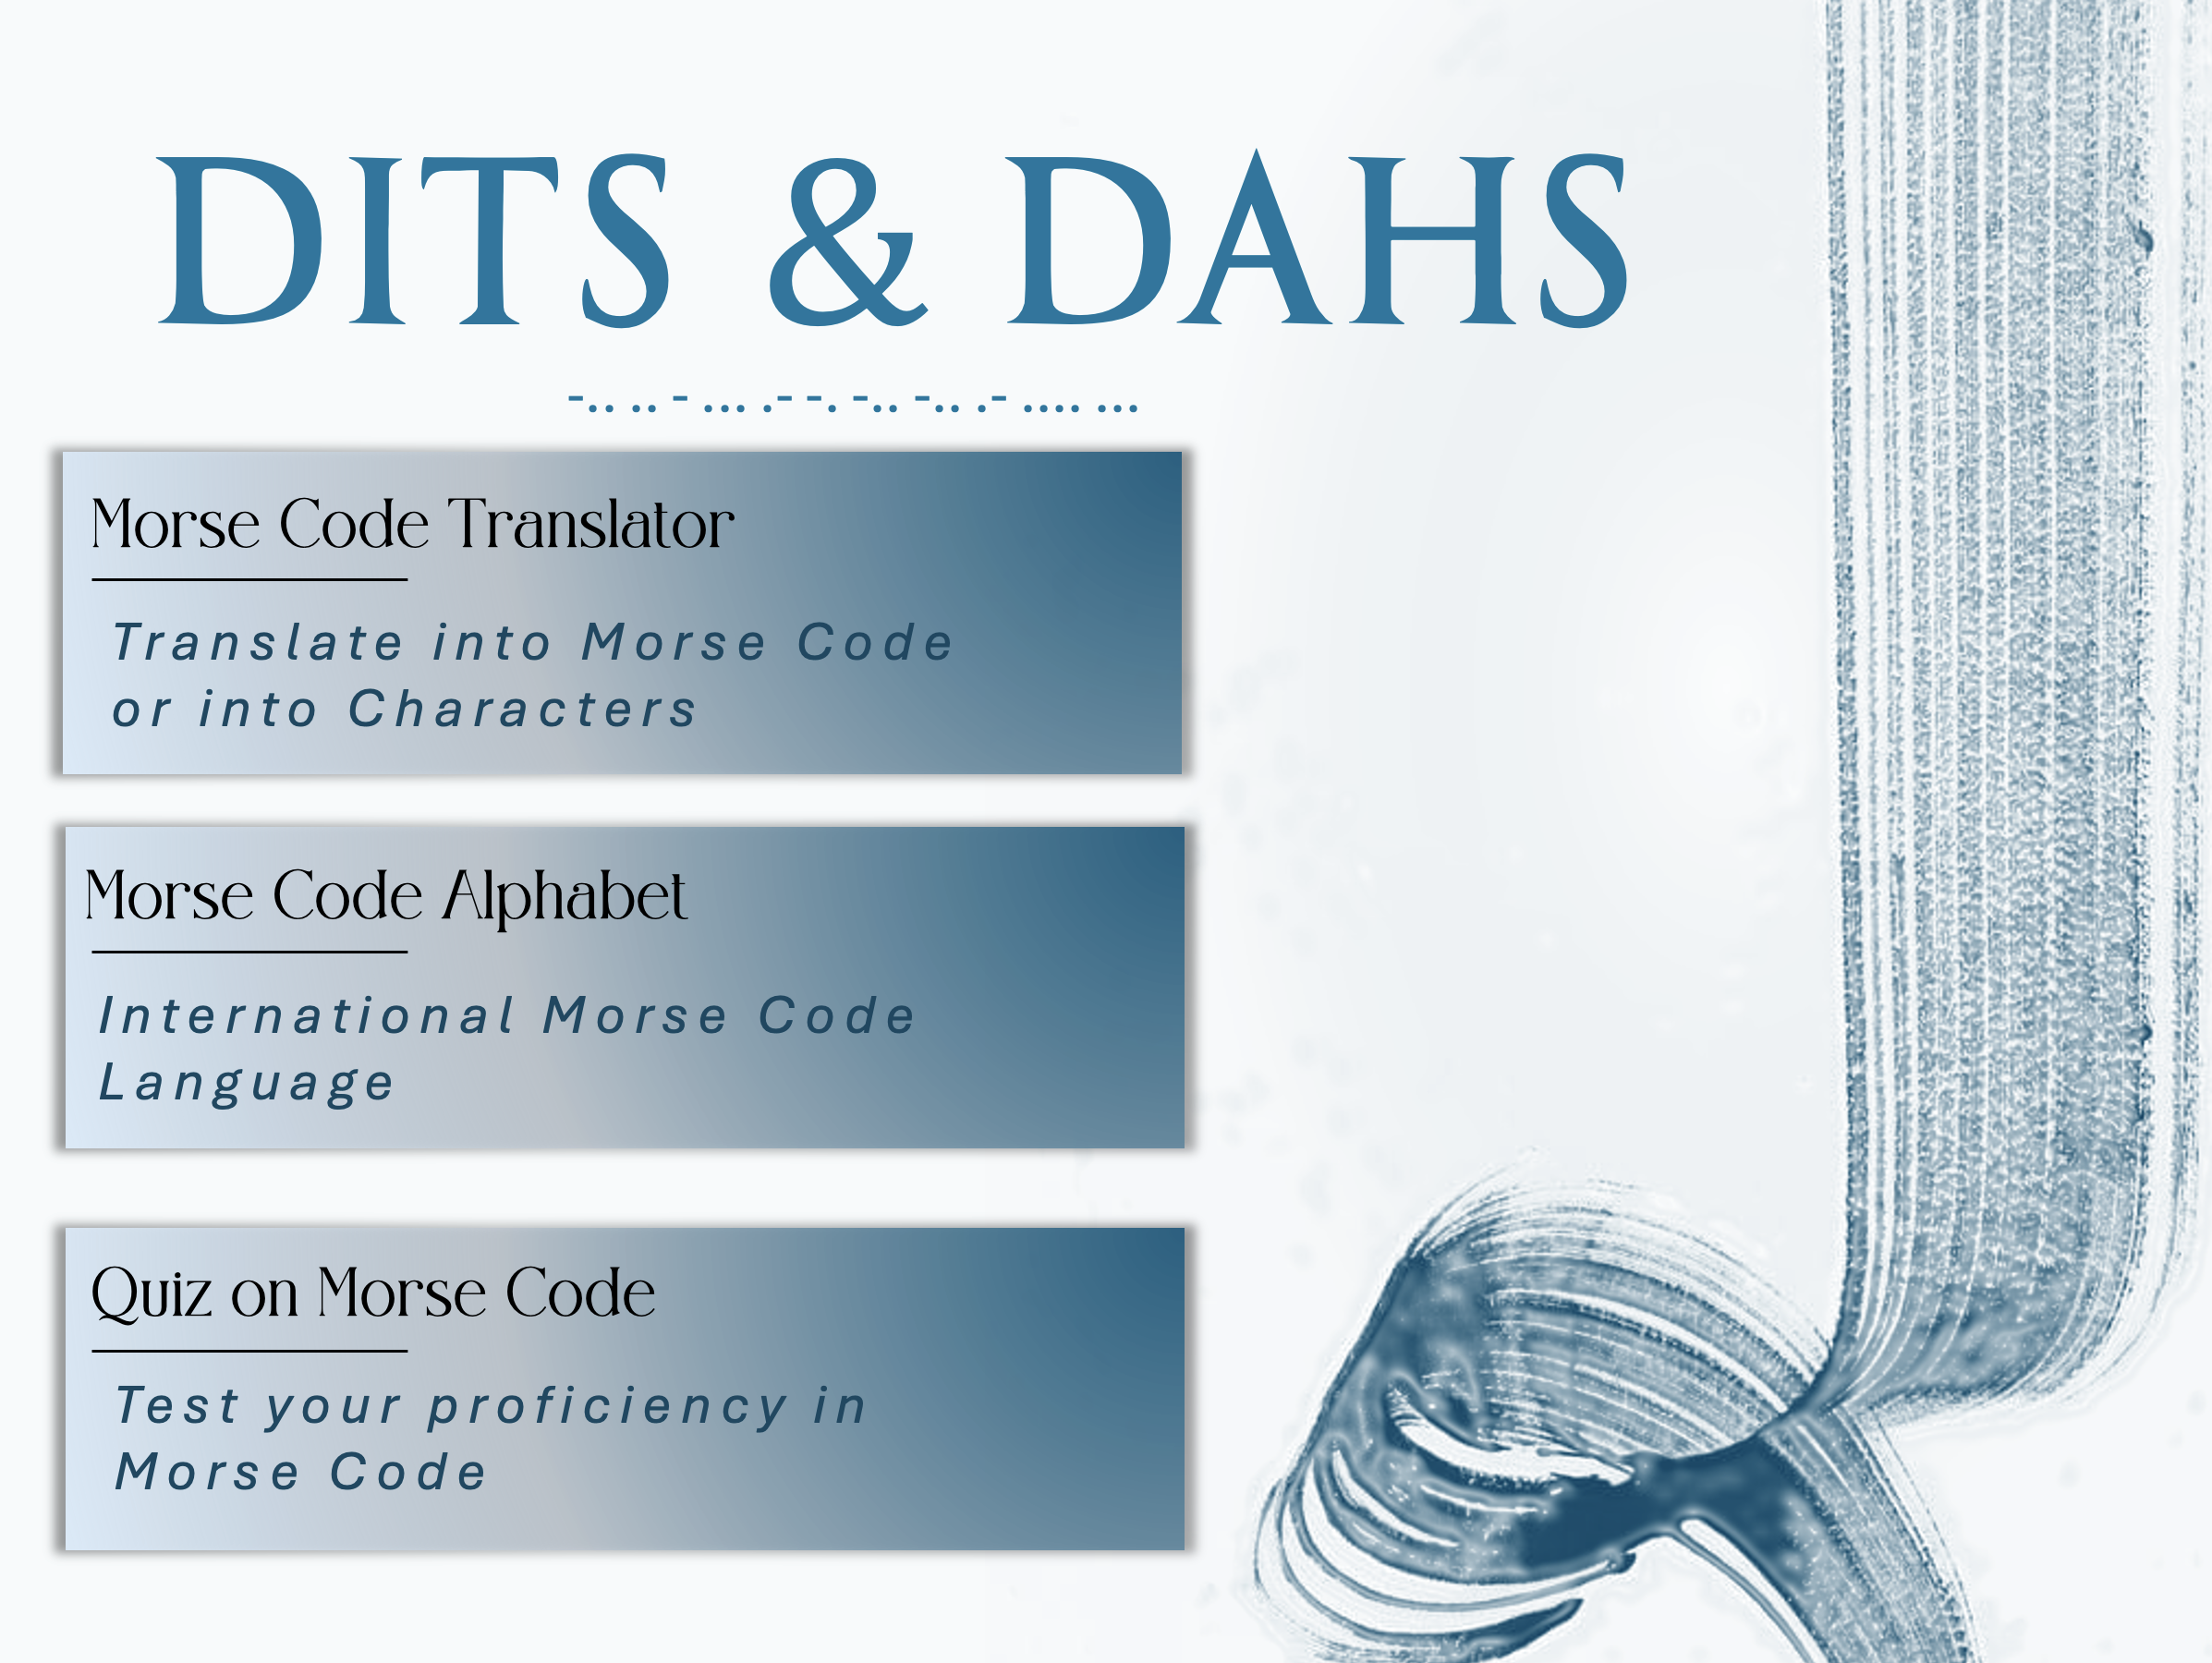 DITS & DAHS
-.. .. - ... .- -. -.. -.. .- .... ...
Morse Code Translator
Translate into Morse Code
or into Characters
Morse Code Alphabet
International Morse Code
Language
Quiz on Morse Code
Test your proficiency in
Morse Code